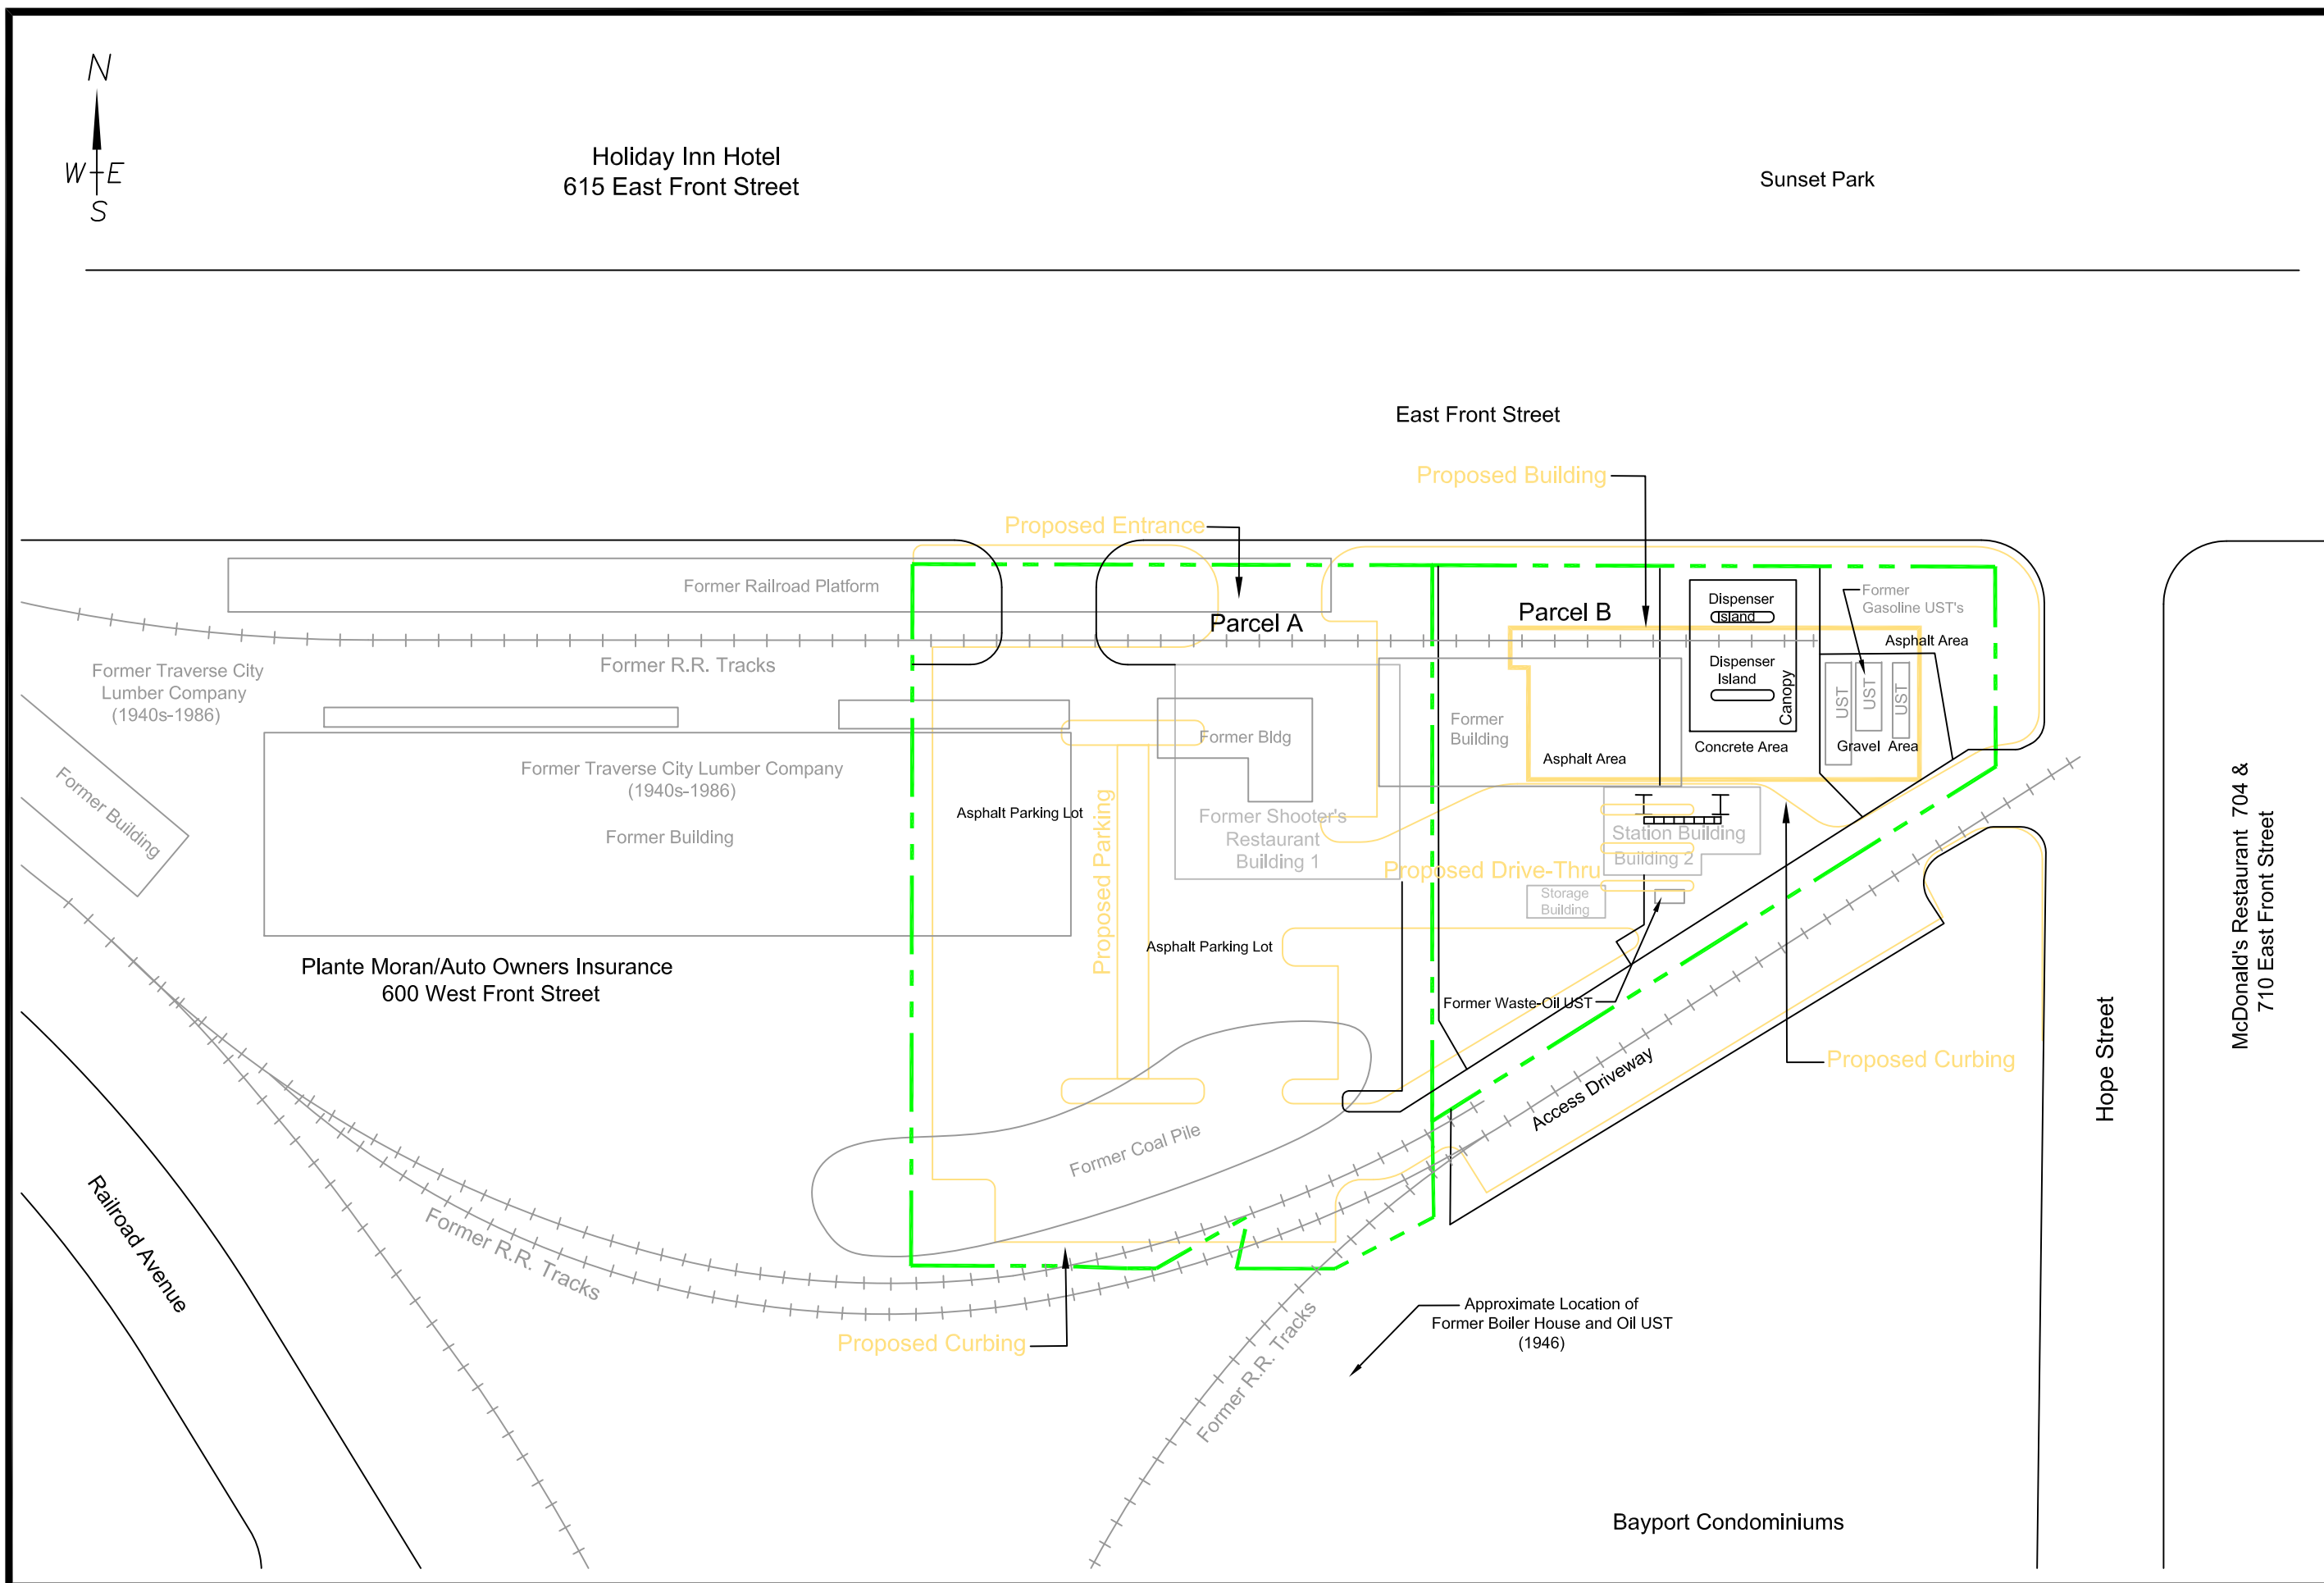 N
W E
S
Holiday Inn Hotel
615 East Front Street
Sunset Park
East Front Street
Proposed Building
Proposed Entrance
Former Railroad Platform
Parcel A
Parcel B
Dispenser
Island
Former
Gasoline UST's
Asphalt Area
Former R.R. Tracks
Former Traverse City
Lumber Company
(1940s-1986)
Dispenser
Island
Canopy
UST
UST
UST
Former
Building
Former Bldg
Asphalt Area
Concrete Area
Gravel Area
Former Building
Former Traverse City Lumber Company
(1940s-1986)
Former Building
Asphalt Parking Lot
Proposed Parking
Former Shooter's
Restaurant
Building 1
Station Building
Building 2
Proposed Drive-Thru
Storage
Building
Asphalt Parking Lot
Plante Moran/Auto Owners Insurance
600 West Front Street
Former Waste-Oil UST
McDonald's Restaurant 704 &
710 East Front Street
Hope Street
Proposed Curbing
Access Driveway
Former Coal Pile
Railroad Avenue
Former R.R. Tracks
Proposed Curbing
Approximate Location of
Former Boiler House and Oil UST
(1946)
Former R.R. Tracks
Bayport Condominiums